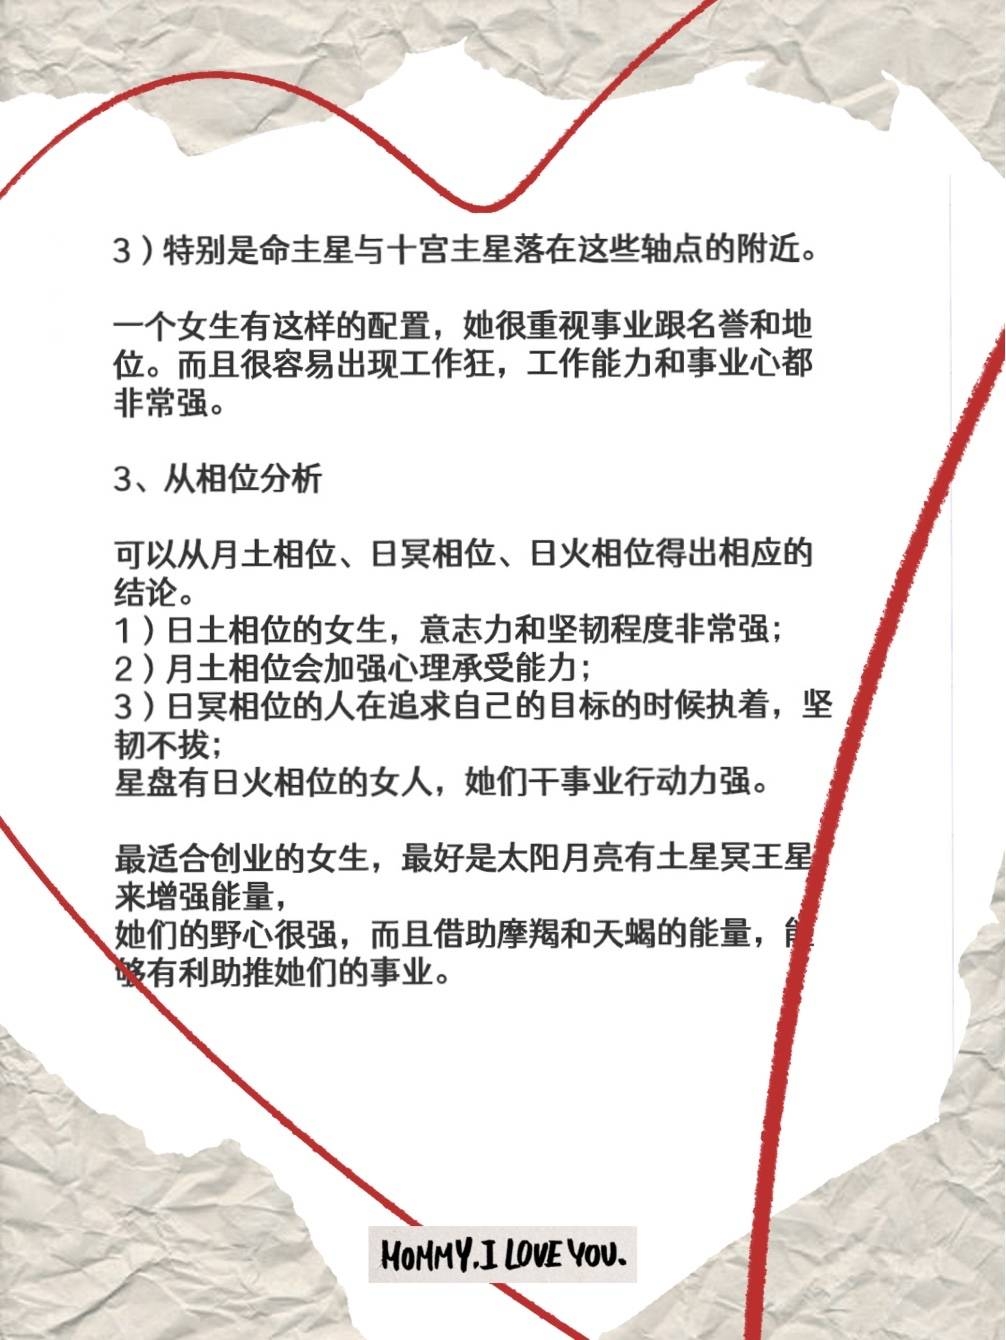 3）特别是命主星与十宫主星落在这些轴点的附近。
一个女生有这样的配置，她很重视事业跟名誉和地
位。而且很容易出现工作狂，工作能力和事业心都
非常强。
3、从相位分析
可以从月土相位、日冥相位、日火相位得出相应的
结论。
1）日土相位的女生，意志力和坚韧程度非常强；
2）月土相位会加强心理承受能力；
3）日冥相位的人在追求自己的目标的时候执着，坚
韧不拔；
星盘有日火相位的女人，她们干事业行动力强。
最适合创业的女生，最好是太阳月亮有土星冥王星
来增强能量，
她们的野心很强，而且借助摩羯和天蝎的能量，能
够有利助推她们的事业。
MOMMY.I LOVE YOU.